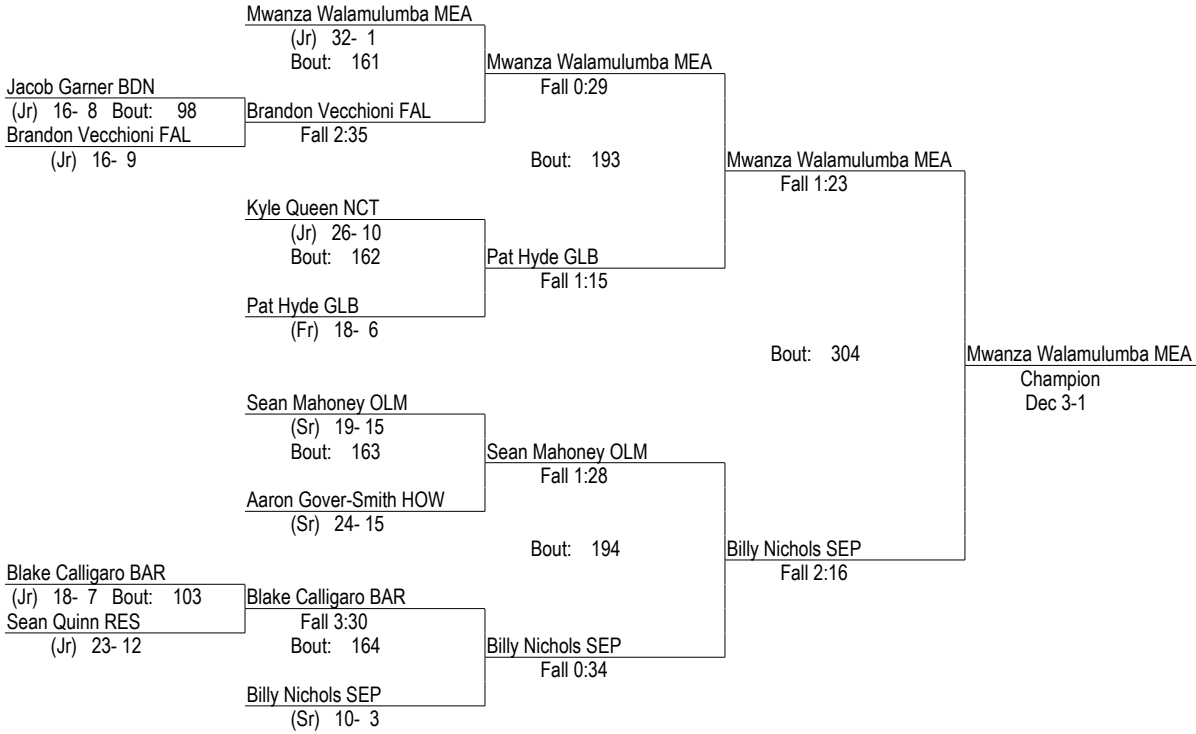 Mwanza Walamulumba MEA
(Jr) 32- 1
Bout: 161
Mwanza Walamulumba MEA
Fall 0:29
Jacob Garner BDN
(Jr) 16- 8 Bout: 98
Brandon Vecchioni FAL
(Jr) 16- 9
Brandon Vecchioni FAL
Fall 2:35
Bout: 193
Mwanza Walamulumba MEA
Fall 1:23
Kyle Queen NCT
(Jr) 26- 10
Bout: 162
Pat Hyde GLB
Fall 1:15
Pat Hyde GLB
(Fr) 18- 6
Bout: 304
Mwanza Walamulumba MEA
Champion
Dec 3-1
Sean Mahoney OLM
(Sr) 19- 15
Bout: 163
Sean Mahoney OLM
Fall 1:28
Aaron Gover-Smith HOW
(Sr) 24- 15
Bout: 194
Billy Nichols SEP
Fall 2:16
Blake Calligaro BAR
(Jr) 18- 7 Bout: 103
Sean Quinn RES
(Jr) 23- 12
Blake Calligaro BAR
Fall 3:30
Bout: 164
Billy Nichols SEP
Fall 0:34
Billy Nichols SEP
(Sr) 10- 3